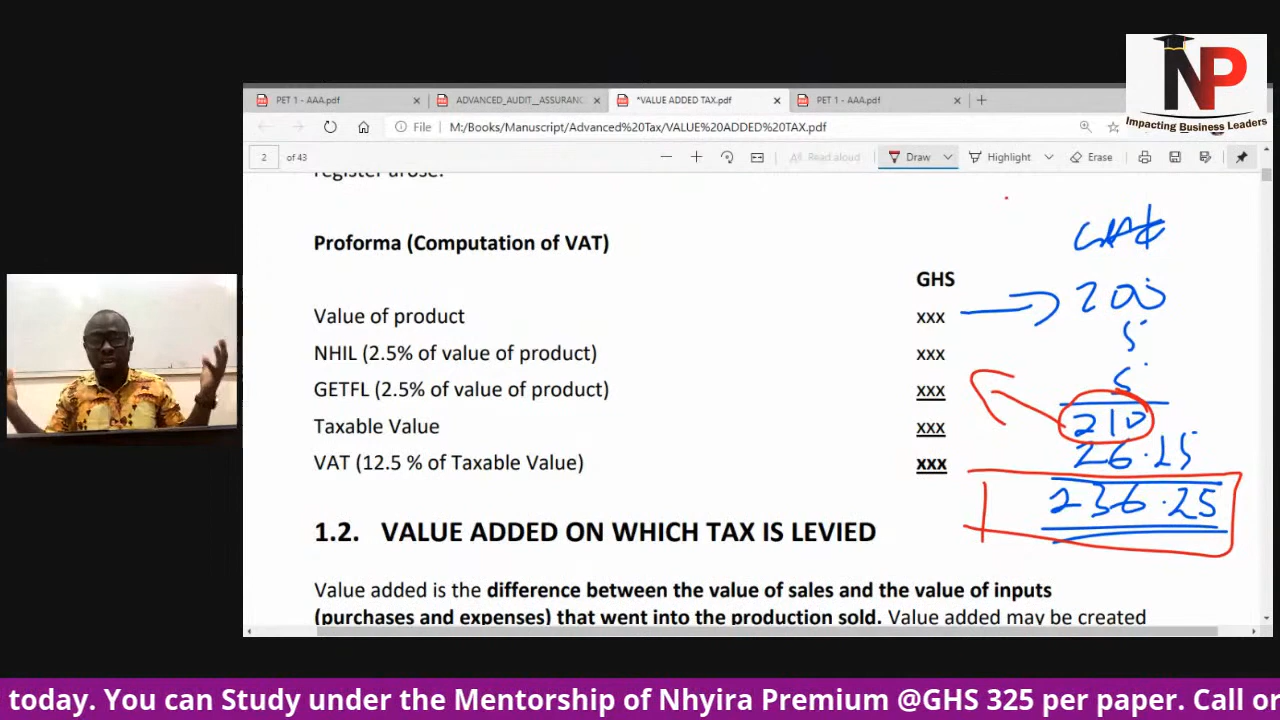 NP
Impacting Business Leaders
PET 1 - AAA.pdf
ADVANCED_AUDIT__ASSURANC
*VALUE ADDED TAX.pdf
PET 1 - AAA.pdf
File M:/Books/Manuscript/Advanced%20Tax/VALUE%20ADDED%20TAX.pdf
2 of 43 Read aloud Draw Highlight Erase
register arose.
Proforma (Computation of VAT)
GH¢
GHS
Value of product xxx 200
NHIL (2.5% of value of product) xxx 5
GETFL (2.5% of value of product) xxx 5
Taxable Value xxx 210
VAT (12.5 % of Taxable Value) xxx 26.25
236.25
1.2. VALUE ADDED ON WHICH TAX IS LEVIED
Value added is the difference between the value of sales and the value of inputs
(purchases and expenses) that went into the production sold. Value added may be created
today. You can Study under the Mentorship of Nhyira Premium @GHS 325 per paper. Call or